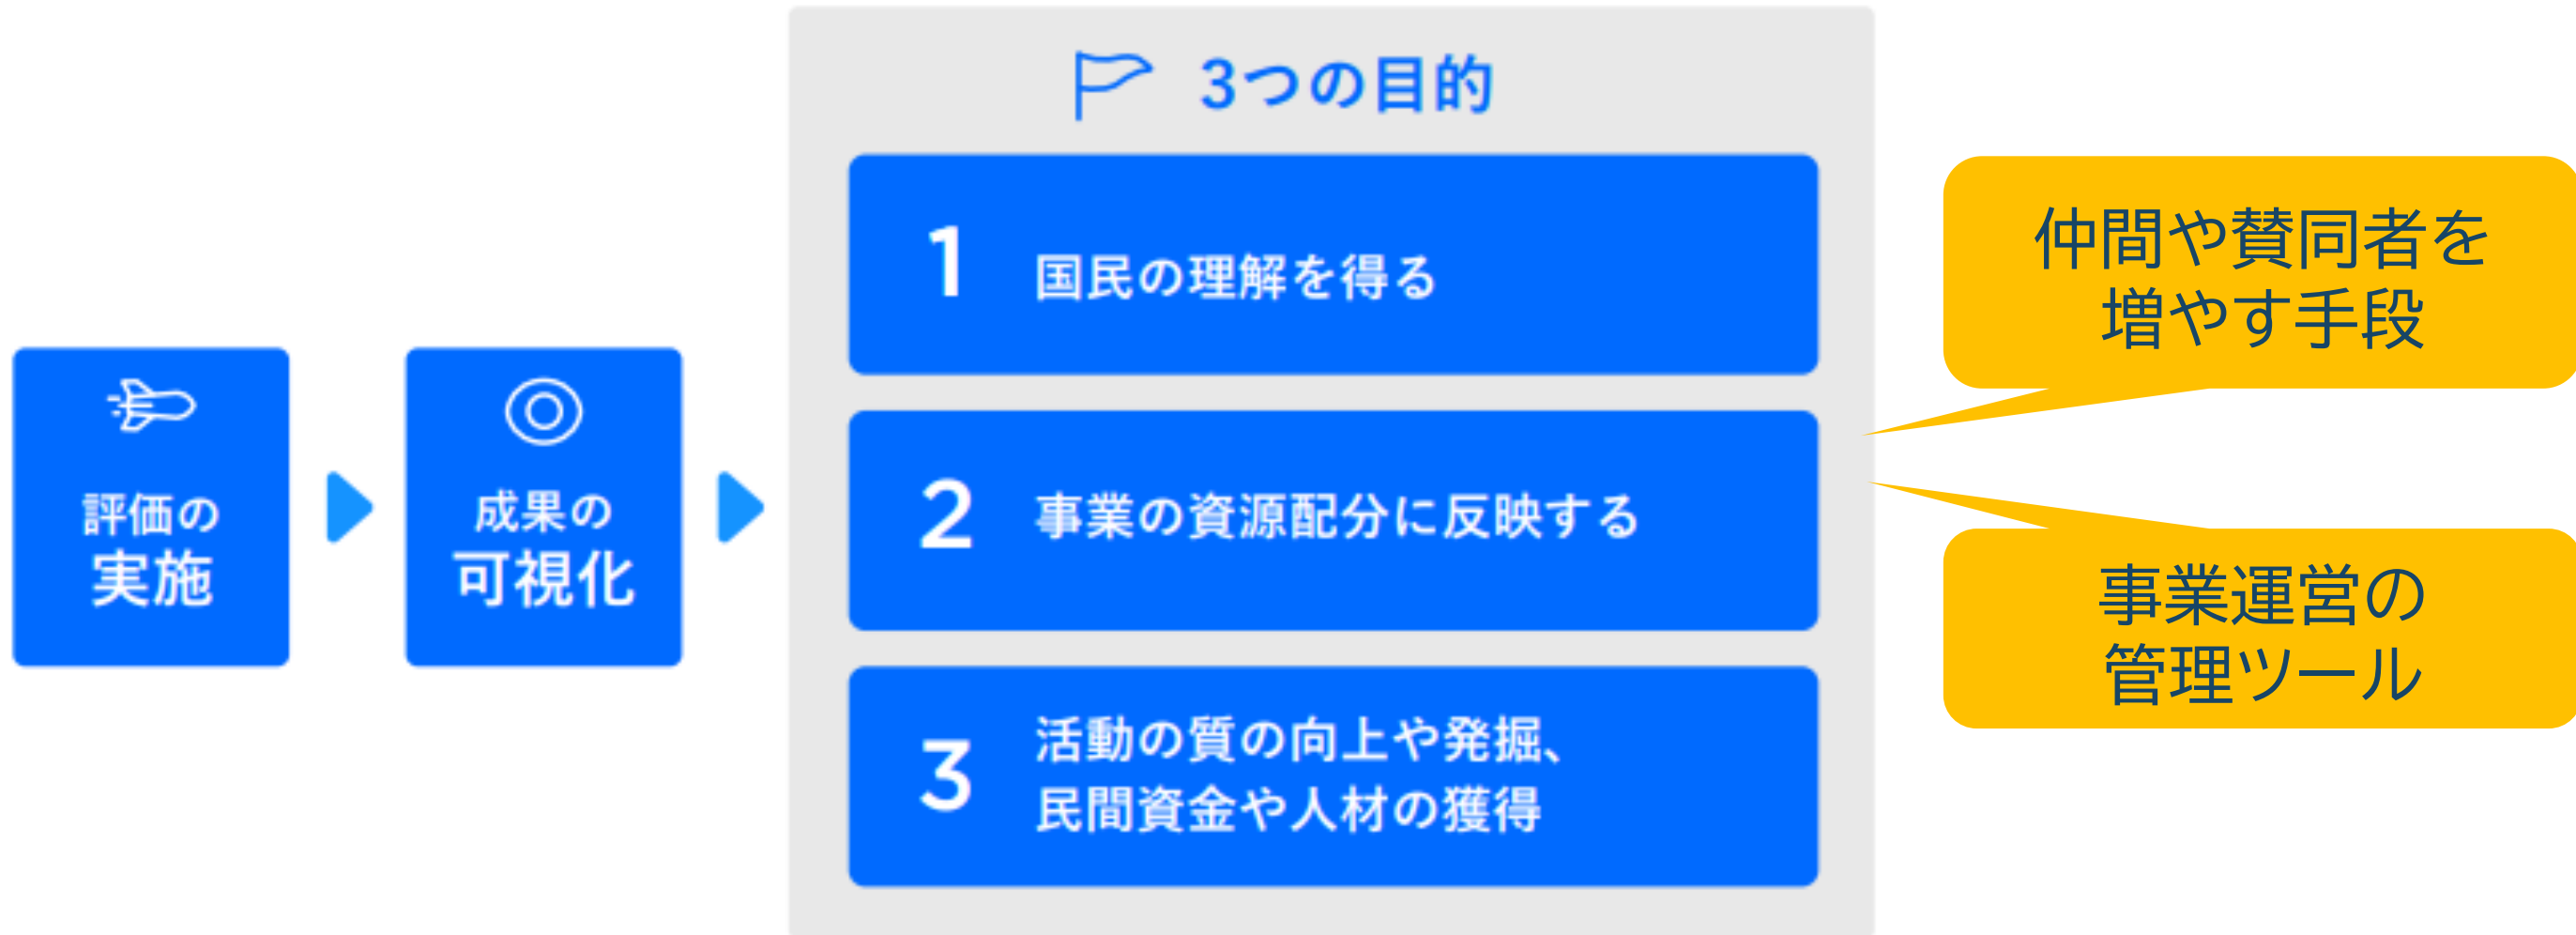 評価の
実施
成果の
可視化
3つの目的
1 国民の理解を得る
2 事業の資源配分に反映する
3 活動の質の向上や発掘、
民間資金や人材の獲得
仲間や賛同者を
増やす手段
事業運営の
管理ツール